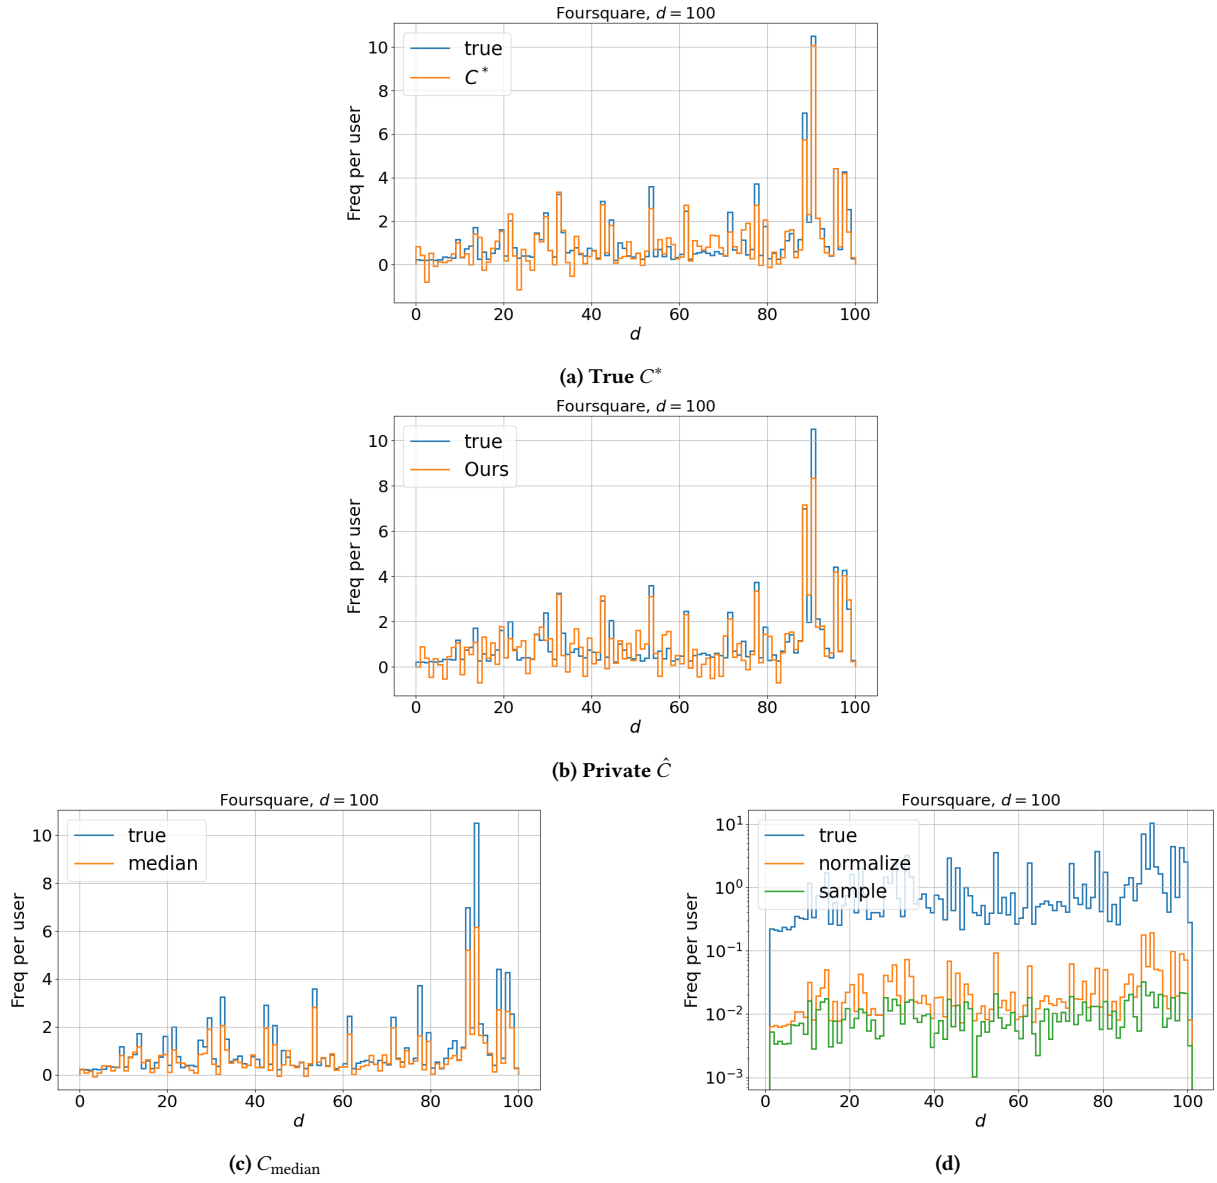 Foursquare, d = 100
true
C*
Freq per user
10
8
6
4
2
0
0 20 40 60 80 100
d
(a) True C*
Foursquare, d = 100
true
Ours
Freq per user
10
8
6
4
2
0
0 20 40 60 80 100
d
(b) Private Ĉ
Foursquare, d = 100
true
median
Freq per user
10
8
6
4
2
0
0 20 40 60 80 100
d
(c) C_median
Foursquare, d = 100
true
normalize
sample
Freq per user
10¹
10⁰
10⁻¹
10⁻²
10⁻³
0 20 40 60 80 100
d
(d)